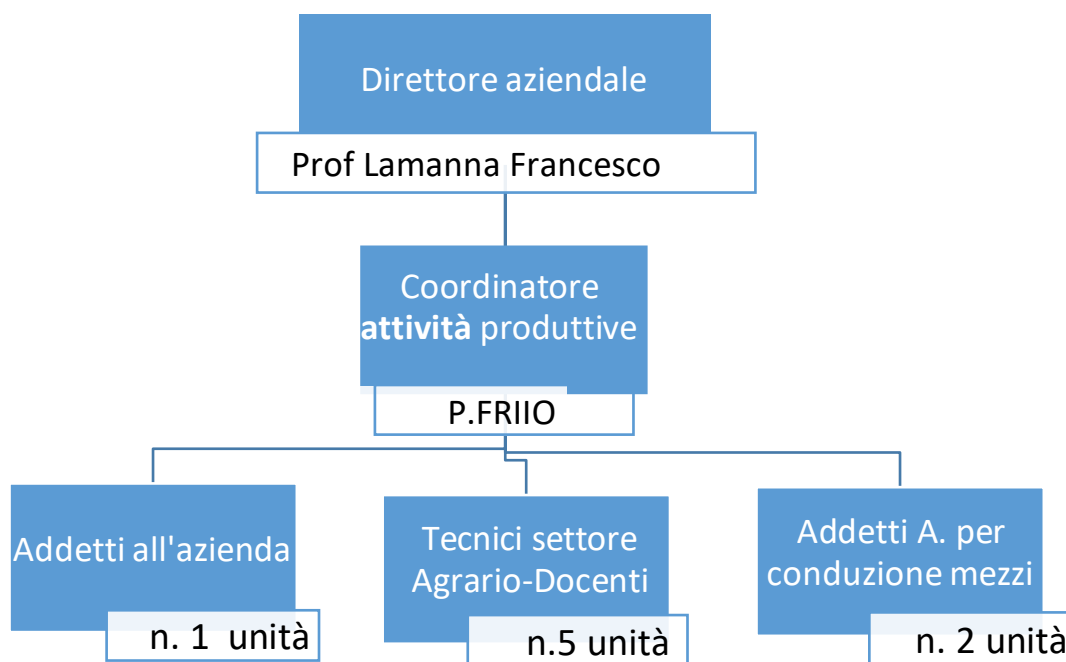 Direttore aziendale
Prof Lamanna Francesco
Coordinatore
attività produttive
P.FRIIO
Addetti all'azienda
n. 1 unità
Tecnici settore
Agrario-Docenti
n.5 unità
Addetti A. per
conduzione mezzi
n. 2 unità